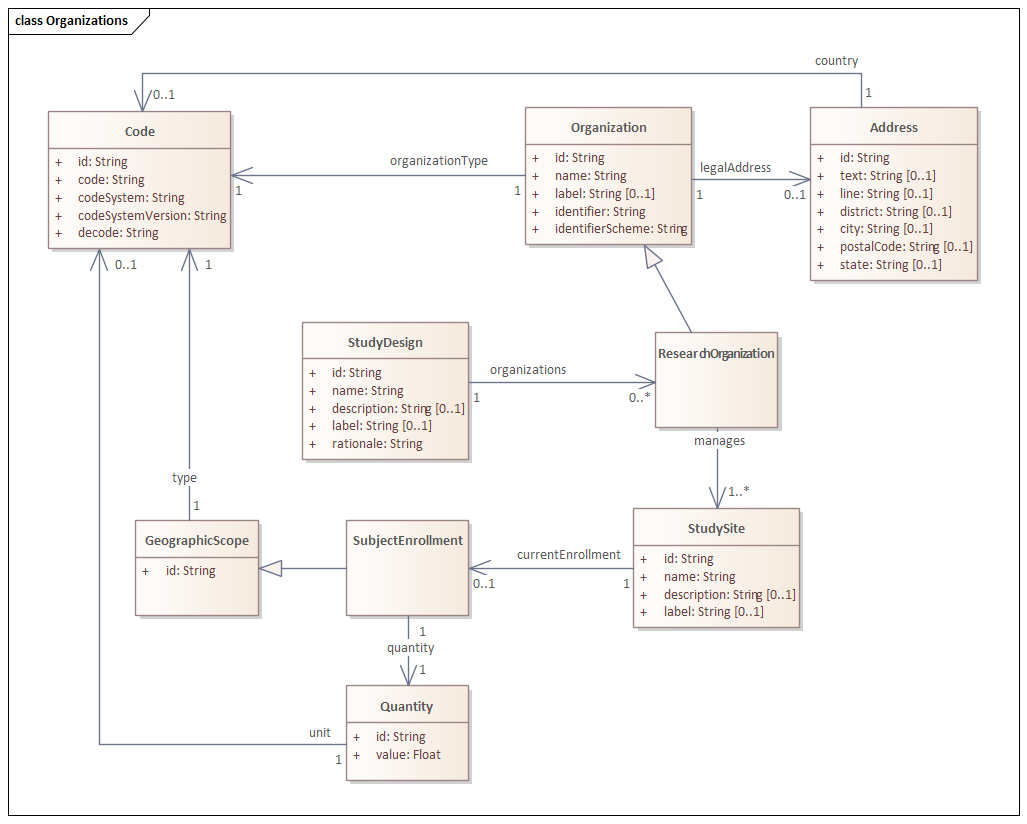 class Organizations
country
0..1
1
Code
+ id: String
+ code: String
+ codeSystem: String
+ codeSystemVersion: String
+ decode: String
organizationType
1
1
Organization
+ id: String
+ name: String
+ label: String [0..1]
+ identifier: String
+ identifierScheme: String
legalAddress
1
0..1
Address
+ id: String
+ text: String [0..1]
+ line: String [0..1]
+ district: String [0..1]
+ city: String [0..1]
+ postalCode: String [0..1]
+ state: String [0..1]
0..1
1
StudyDesign
+ id: String
+ name: String
+ description: String [0..1]
+ label: String [0..1]
+ rationale: String
organizations
1
0..*
ResearchOrganization
manages
1..*
type
1
GeographicScope
+ id: String
SubjectEnrollment
currentEnrollment
0..1
1
StudySite
+ id: String
+ name: String
+ description: String [0..1]
+ label: String [0..1]
1
quantity
1
Quantity
+ id: String
+ value: Float
unit
1